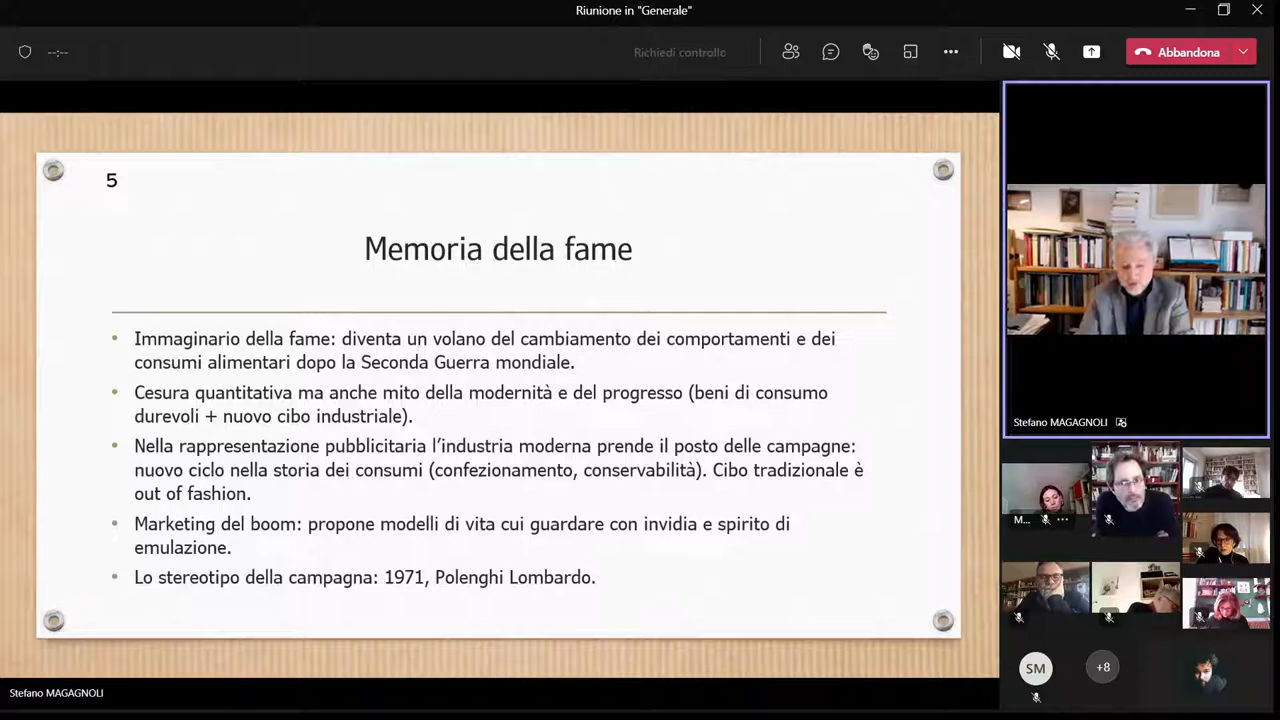 Riunione in "Generale"
--:--
Richiedi controllo
Abbandona
5
Memoria della fame
• Immaginario della fame: diventa un volano del cambiamento dei comportamenti e dei
consumi alimentari dopo la Seconda Guerra mondiale.
• Cesura quantitativa ma anche mito della modernità e del progresso (beni di consumo
durevoli + nuovo cibo industriale).
• Nella rappresentazione pubblicitaria l’industria moderna prende il posto delle campagne:
nuovo ciclo nella storia dei consumi (confezionamento, conservabilità). Cibo tradizionale è
out of fashion.
• Marketing del boom: propone modelli di vita cui guardare con invidia e spirito di
emulazione.
• Lo stereotipo della campagna: 1971, Polenghi Lombardo.
Stefano MAGAGNOLI
Stefano MAGAGNOLI
M...
SM
+8